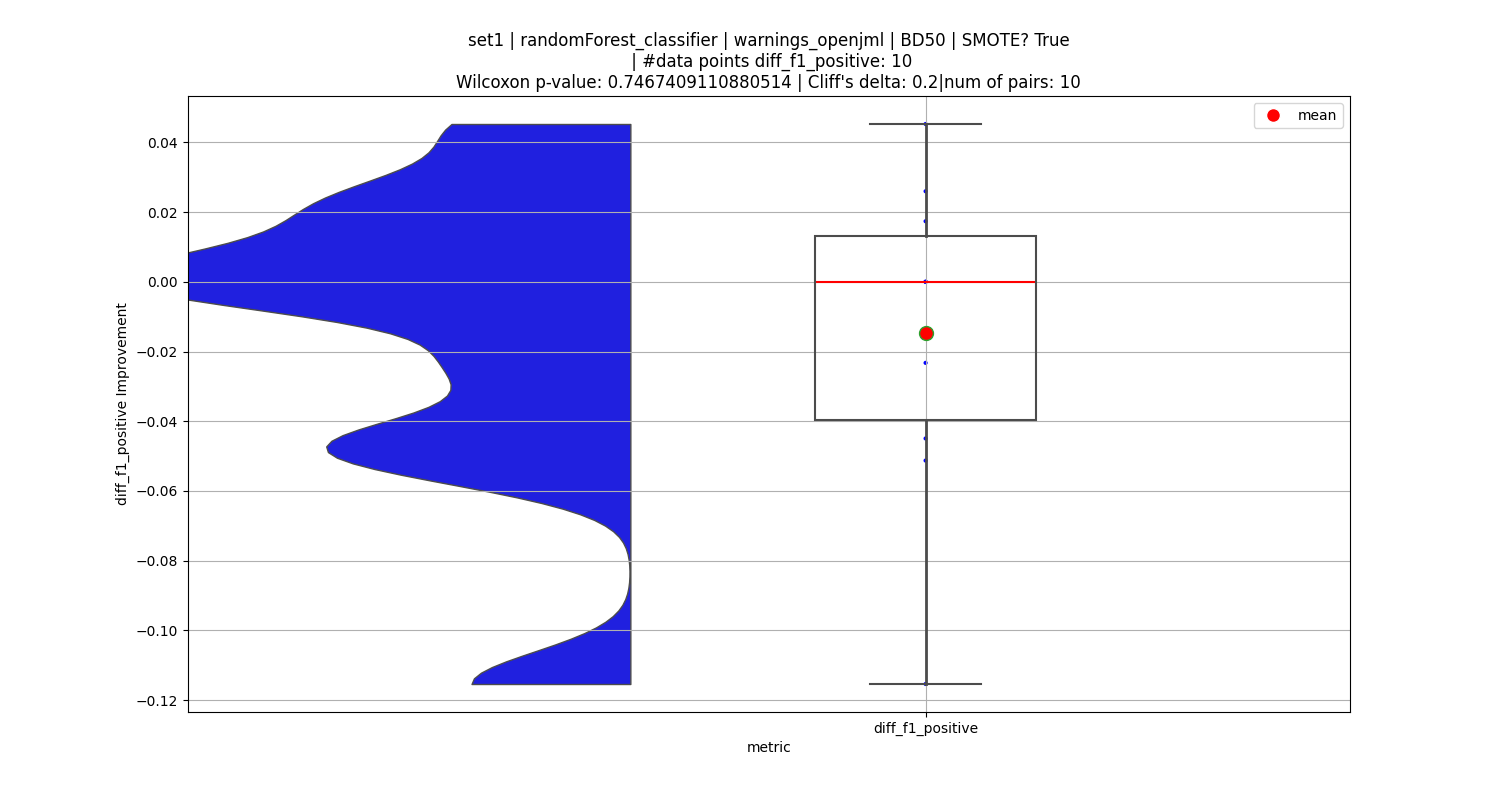 set1 | randomForest_classifier | warnings_openjml | BD50 | SMOTE? True
| #data points diff_f1_positive: 10
Wilcoxon p-value: 0.7467409110880514 | Cliff's delta: 0.2|num of pairs: 10
mean
0.04
0.02
0.00
−0.02
−0.04
−0.06
−0.08
−0.10
−0.12
diff_f1_positive Improvement
diff_f1_positive
metric